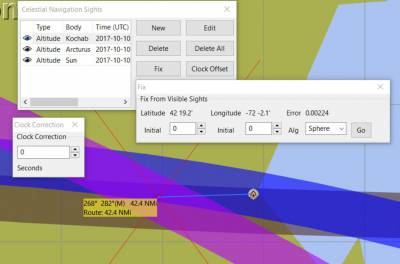 Celestial Navigation Sights
Type Body Time (UTC)
Altitude Kochab 2017-10-10
Altitude Arcturus 2017-10-10
Altitude Sun 2017-10-10
New Edit
Delete Delete All
Fix Clock Offset
Fix
Fix From Visible Sights
Latitude 42 19.2' Longitude -72 -2.1' Error 0.00224
Initial 0 Initial 0 Alg Sphere Go
Clock Correction
Clock Correction
0
Seconds
268° 282°(M) 42.4 NMi
Route: 42.4 NMi